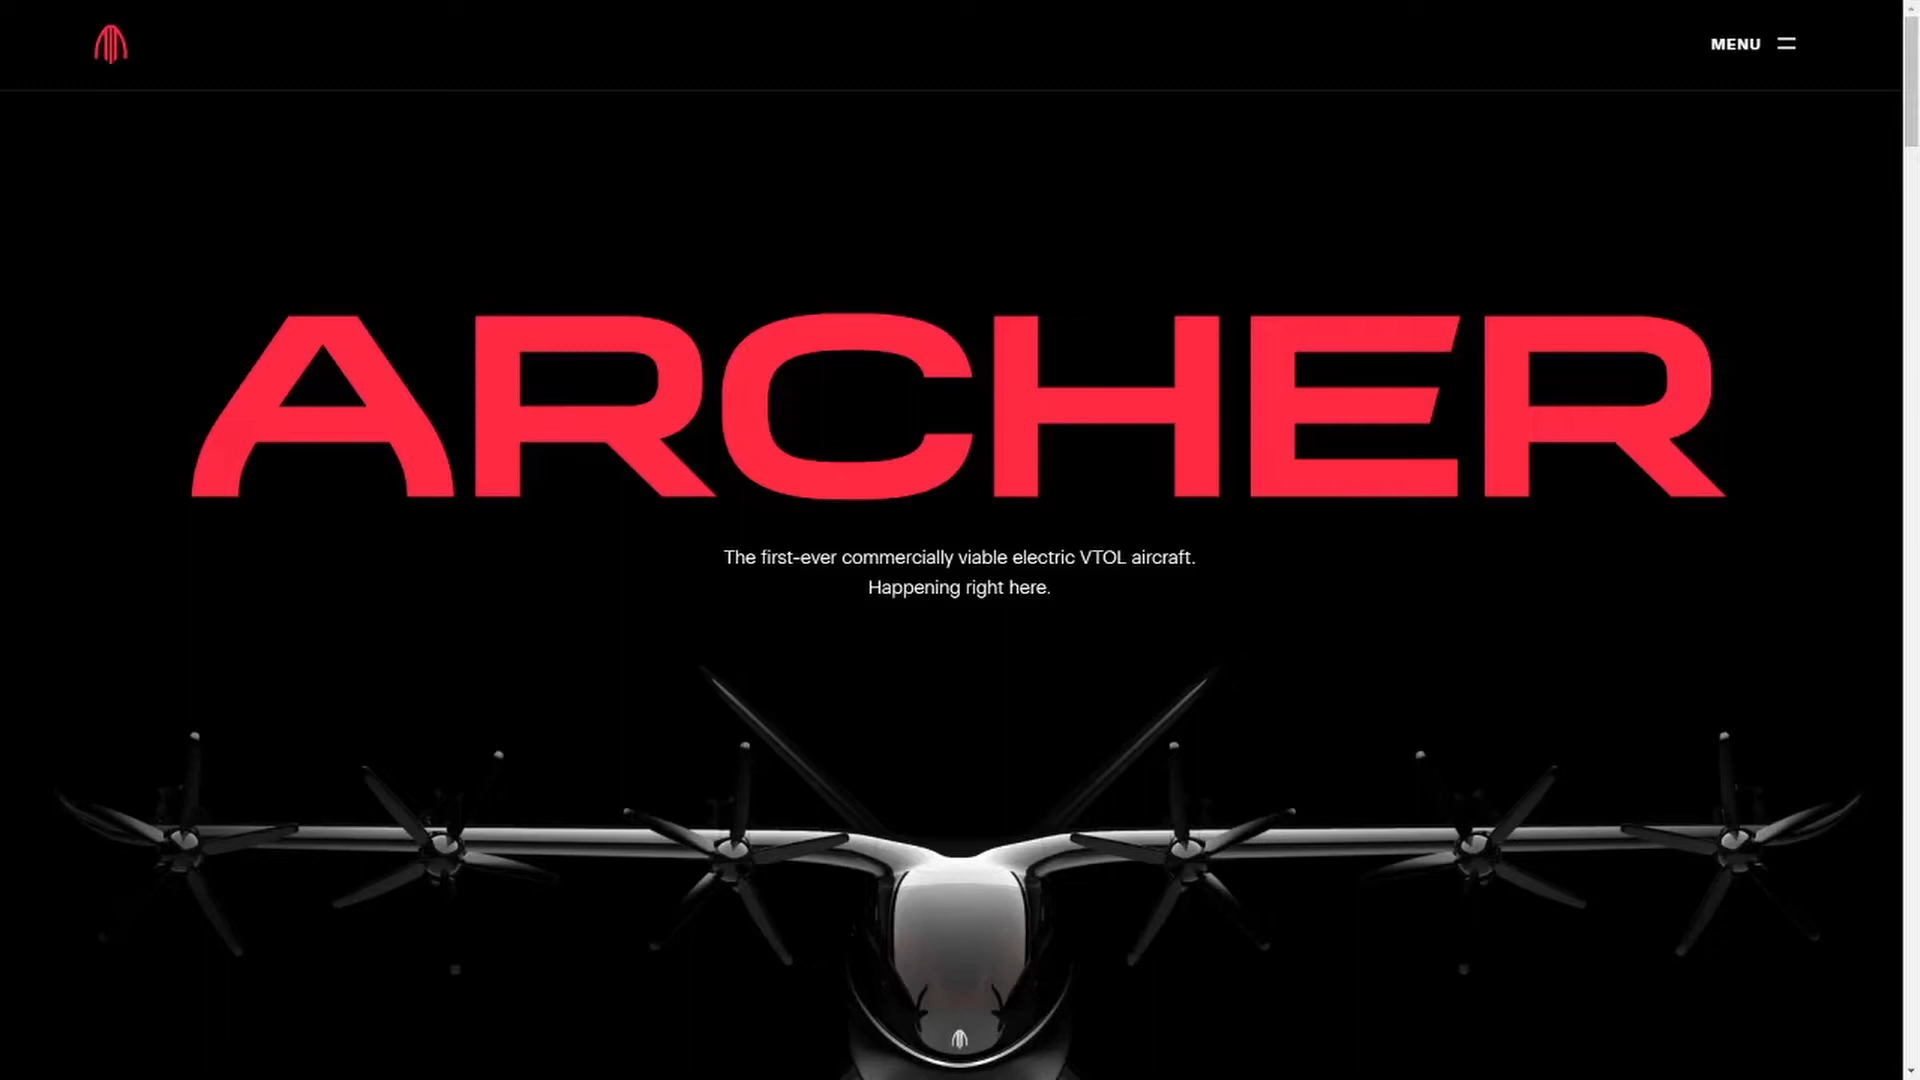 MENU
ARCHER
The first-ever commercially viable electric VTOL aircraft.
Happening right here.